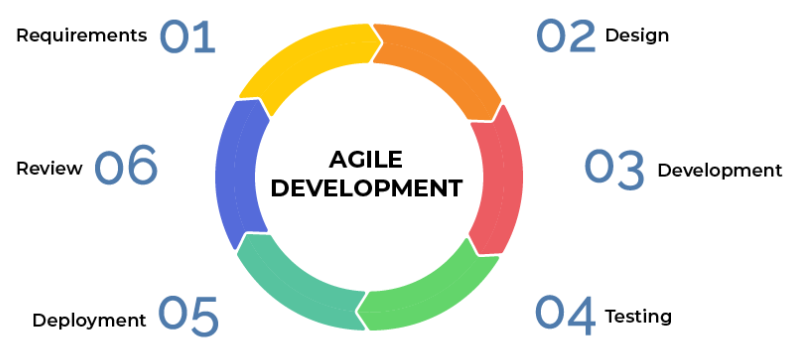 Requirements 01
02 Design
AGILE
DEVELOPMENT
Review 06
03 Development
Deployment 05
04 Testing